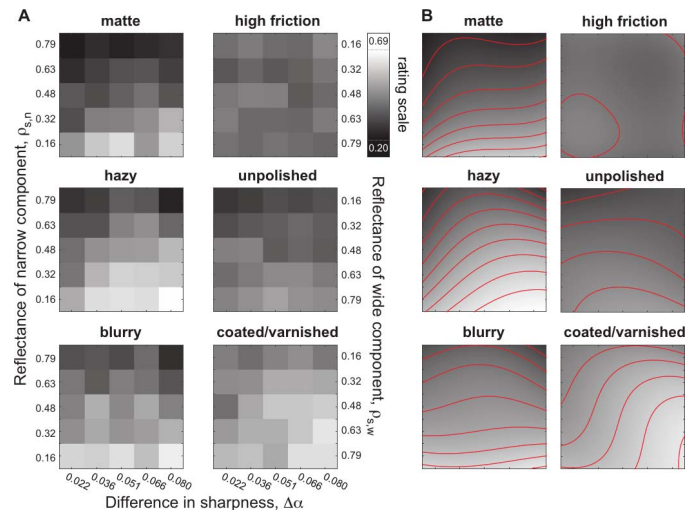 A
B
matte
high friction
matte
high friction
0.79
0.63
0.48
0.32
0.16
0.16
0.32
0.48
0.63
0.79
0.69
0.20
rating scale
hazy
unpolished
hazy
unpolished
0.79
0.63
0.48
0.32
0.16
0.16
0.32
0.48
0.63
0.79
Reflectance of narrow component, ρs,n
Reflectance of wide component, ρs,w
blurry
coated/varnished
blurry
coated/varnished
0.79
0.63
0.48
0.32
0.16
0.16
0.32
0.48
0.63
0.79
0.022
0.036
0.051
0.066
0.080
0.022
0.036
0.051
0.066
0.080
Difference in sharpness, Δα